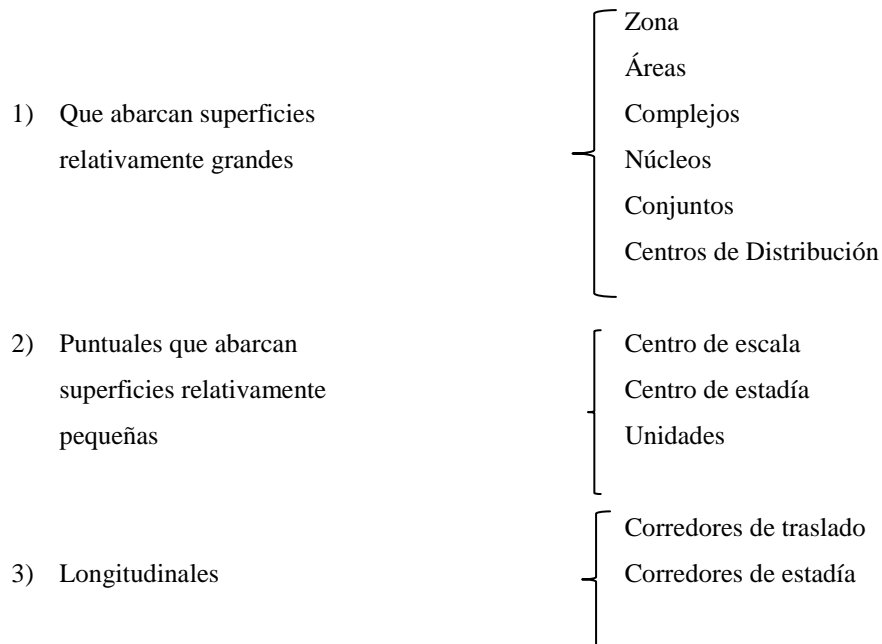 1) Que abarcan superficies
relativamente grandes
Zona
Áreas
Complejos
Núcleos
Conjuntos
Centros de Distribución
2) Puntuales que abarcan
superficies relativamente
pequeñas
Centro de escala
Centro de estadía
Unidades
3) Longitudinales
Corredores de traslado
Corredores de estadía